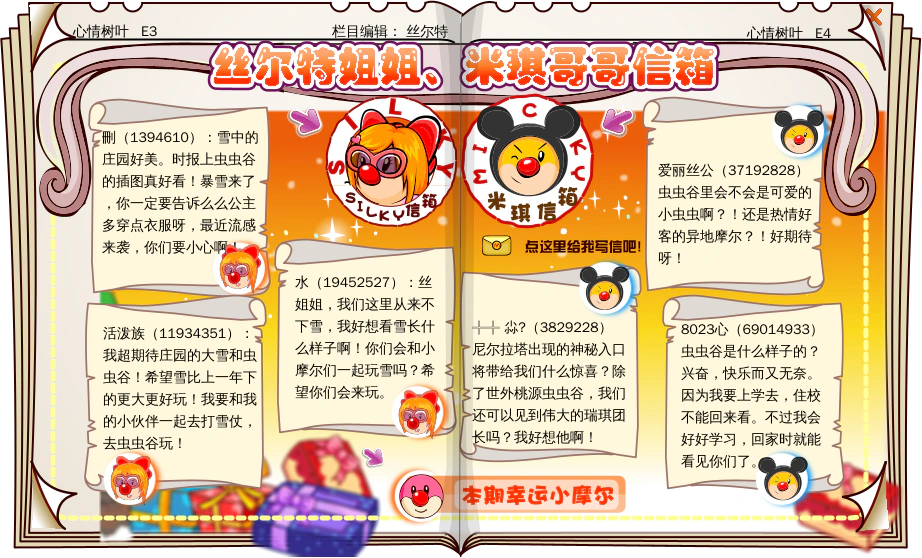 心情树叶 E3
栏目编辑： 丝尔特
心情树叶 E4
丝尔特姐姐、米琪哥哥信箱
删（1394610）：雪中的
庄园好美。时报上虫虫谷
的插图真好看！暴雪来了
，你一定要告诉么么公主
多穿点衣服呀，最近流感
来袭，你们要小心啊！
活泼族（11934351）：
我超期待庄园的大雪和虫
虫谷！希望雪比上一年下
的更大更好玩！我要和我
的小伙伴一起去打雪仗，
去虫虫谷玩！
SILKY
SILKY信箱
水（19452527）：丝
姐姐，我们这里从来不
下雪，我好想看雪长什
么样子啊！你们会和小
摩尔们一起玩雪吗？希
望你们会来玩。
MICKY
米琪信箱
点这里给我写信吧!
?（3829228）
尼尔拉塔出现的神秘入口
将带给我们什么惊喜？除
了世外桃源虫虫谷，我们
还可以见到伟大的瑞琪团
长吗？我好想他啊！
爱丽丝公（37192828）
虫虫谷里会不会是可爱的
小虫虫啊？！还是热情好
客的异地摩尔？！好期待
呀！
8023心（69014933）
虫虫谷是什么样子的？
兴奋，快乐而又无奈。
因为我要上学去，住校
不能回来看。不过我会
好好学习，回家时就能
看见你们了。
本期幸运小摩尔